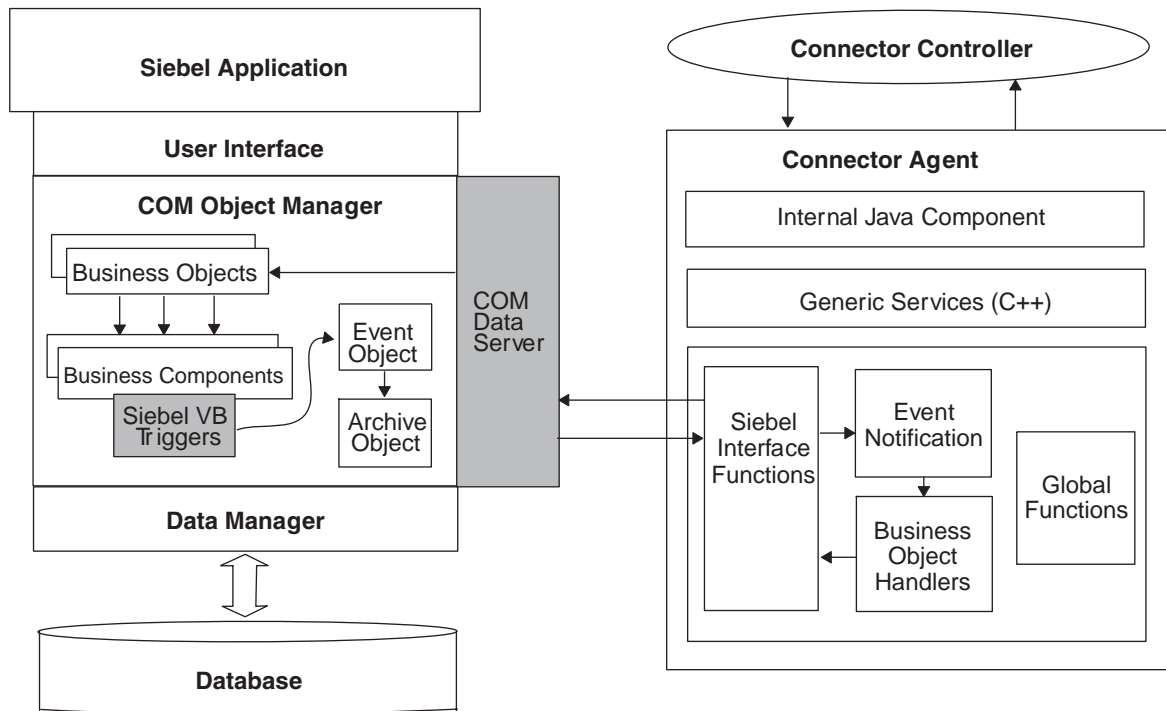 Siebel Application
User Interface
COM Object Manager
Business Objects
Business Components
Siebel VB
Triggers
Event
Object
Archive
Object
COM
Data
Server
Data Manager
Database
Connector Controller
Connector Agent
Internal Java Component
Generic Services (C++)
Siebel
Interface
Functions
Event
Notification
Business
Object
Handlers
Global
Functions